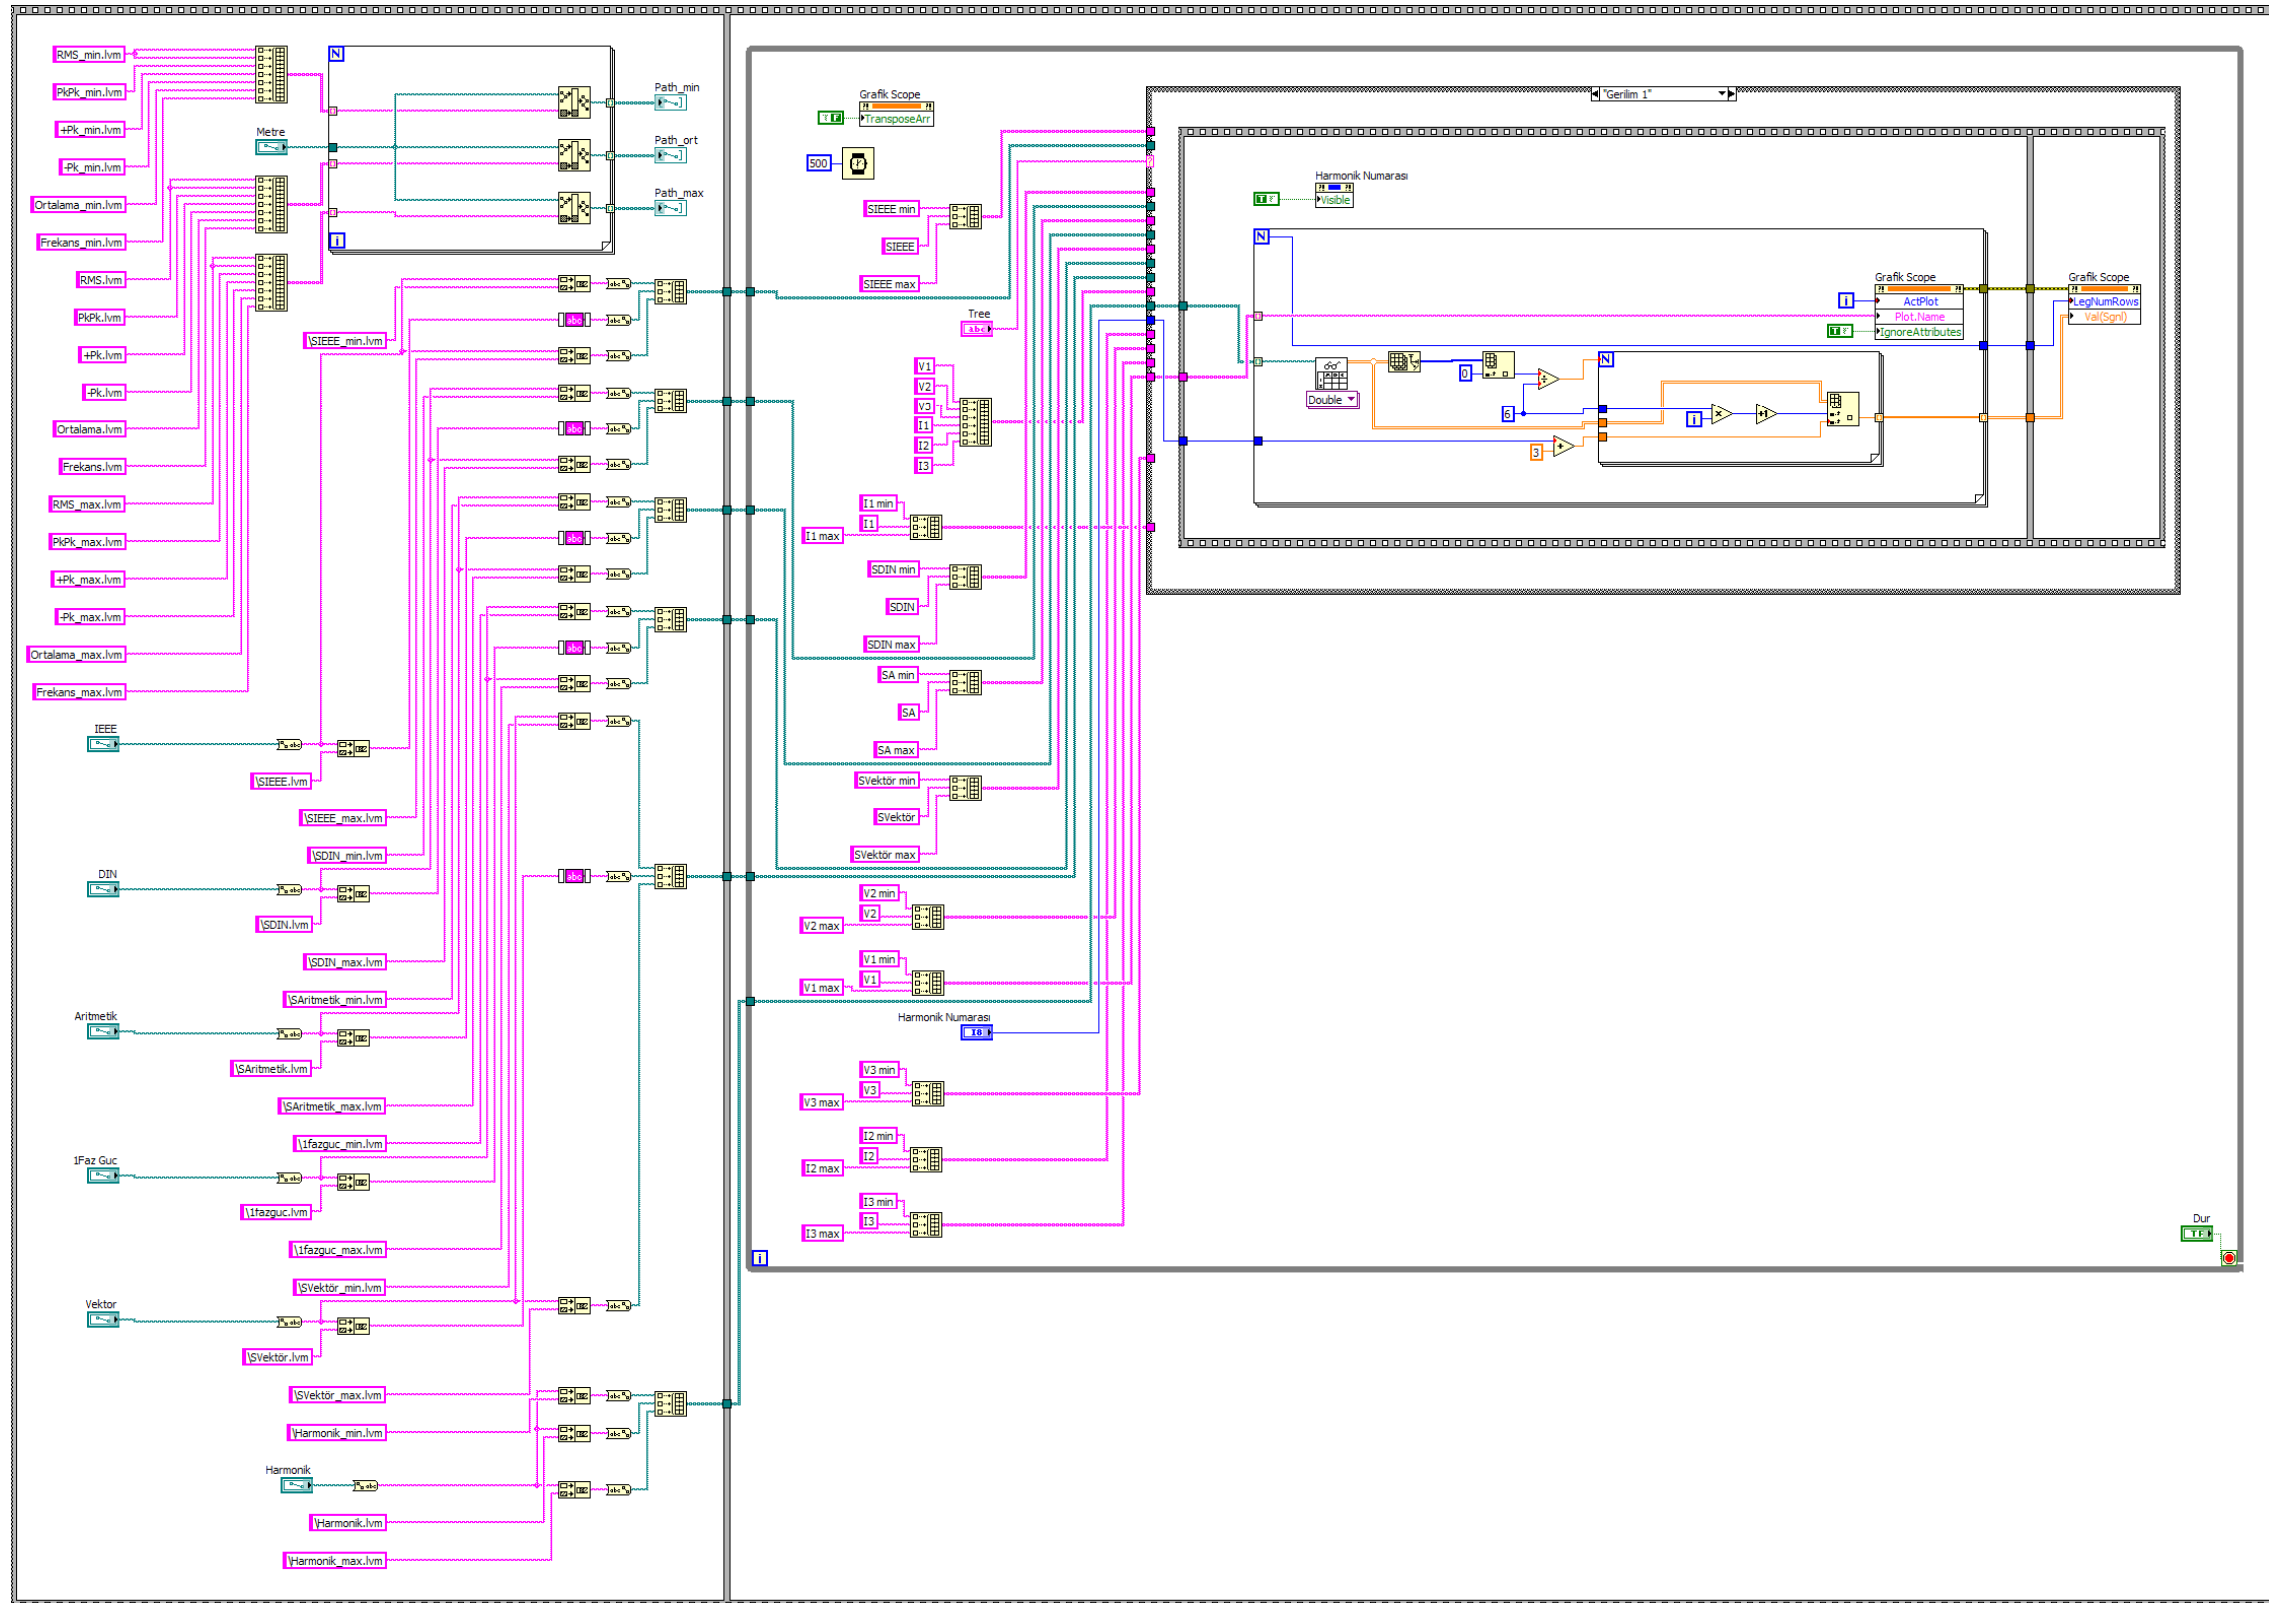 RMS_min.lvm
PkPk_min.lvm
+Pk_min.lvm
-Pk_min.lvm
Ortalama_min.lvm
Frekans_min.lvm
RMS.lvm
PkPk.lvm
+Pk.lvm
-Pk.lvm
Ortalama.lvm
Frekans.lvm
RMS_max.lvm
PkPk_max.lvm
+Pk_max.lvm
-Pk_max.lvm
Ortalama_max.lvm
Frekans_max.lvm
Metre
N
i
Path_min
Path_ort
Path_max
\SIEEE_min.lvm
IEEE
\SIEEE.lvm
\SIEEE_max.lvm
\SDIN_min.lvm
DIN
\SDIN.lvm
\SDIN_max.lvm
\SAritmetik_min.lvm
Aritmetik
\SAritmetik.lvm
\SAritmetik_max.lvm
\1fazguc_min.lvm
1Faz Guc
\1fazguc.lvm
\1fazguc_max.lvm
\SVektör_min.lvm
Vektor
\SVektör.lvm
\SVektör_max.lvm
\Harmonik_min.lvm
Harmonik
\Harmonik.lvm
\Harmonik_max.lvm
abc
abc
abc
abc
abc
Grafik Scope
F
TransposeArr
500
SIEEE min
SIEEE
SIEEE max
Tree
abc
V1
V2
V3
I1
I2
I3
I1 min
I1
I1 max
SDIN min
SDIN
SDIN max
SA min
SA
SA max
SVektör min
SVektör
SVektör max
V2 min
V2
V2 max
V1 min
V1
V1 max
Harmonik Numarası
I8
V3 min
V3
V3 max
I2 min
I2
I2 max
I3 min
I3
I3 max
i
"Gerilim 1"
Harmonik Numarası
T
Visible
N
Double
0
6
3
N
i
i
Grafik Scope
ActPlot
Plot.Name
T
IgnoreAttributes
Grafik Scope
LegNumRows
Val(Sgnl)
Dur
TF